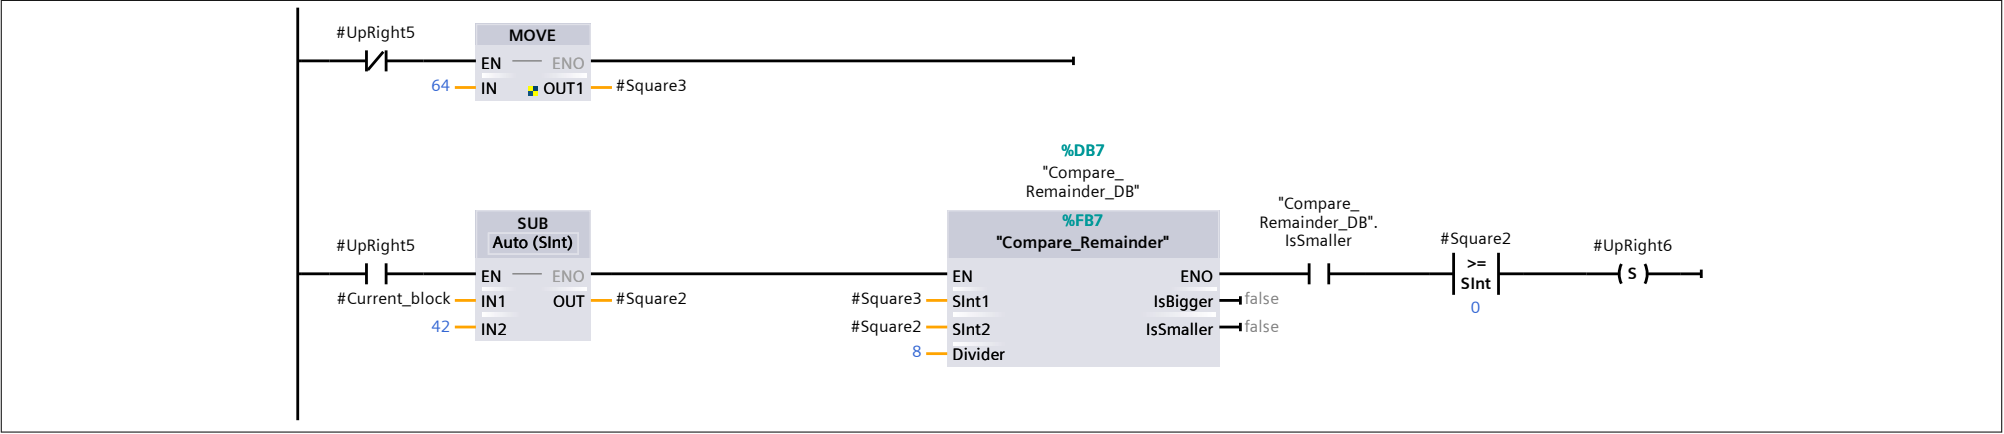 #UpRight5
MOVE
EN ENO
64 IN OUT1 #Square3
%DB7
"Compare_
Remainder_DB"
%FB7
"Compare_Remainder"
"Compare_
Remainder_DB".
IsSmaller
#UpRight5
SUB
Auto (SInt)
#Square2
>=
SInt
0
#UpRight6
S
EN ENO
EN ENO
#Current_block IN1 OUT #Square2
42 IN2
#Square3 SInt1 IsBigger false
#Square2 SInt2 IsSmaller false
8 Divider